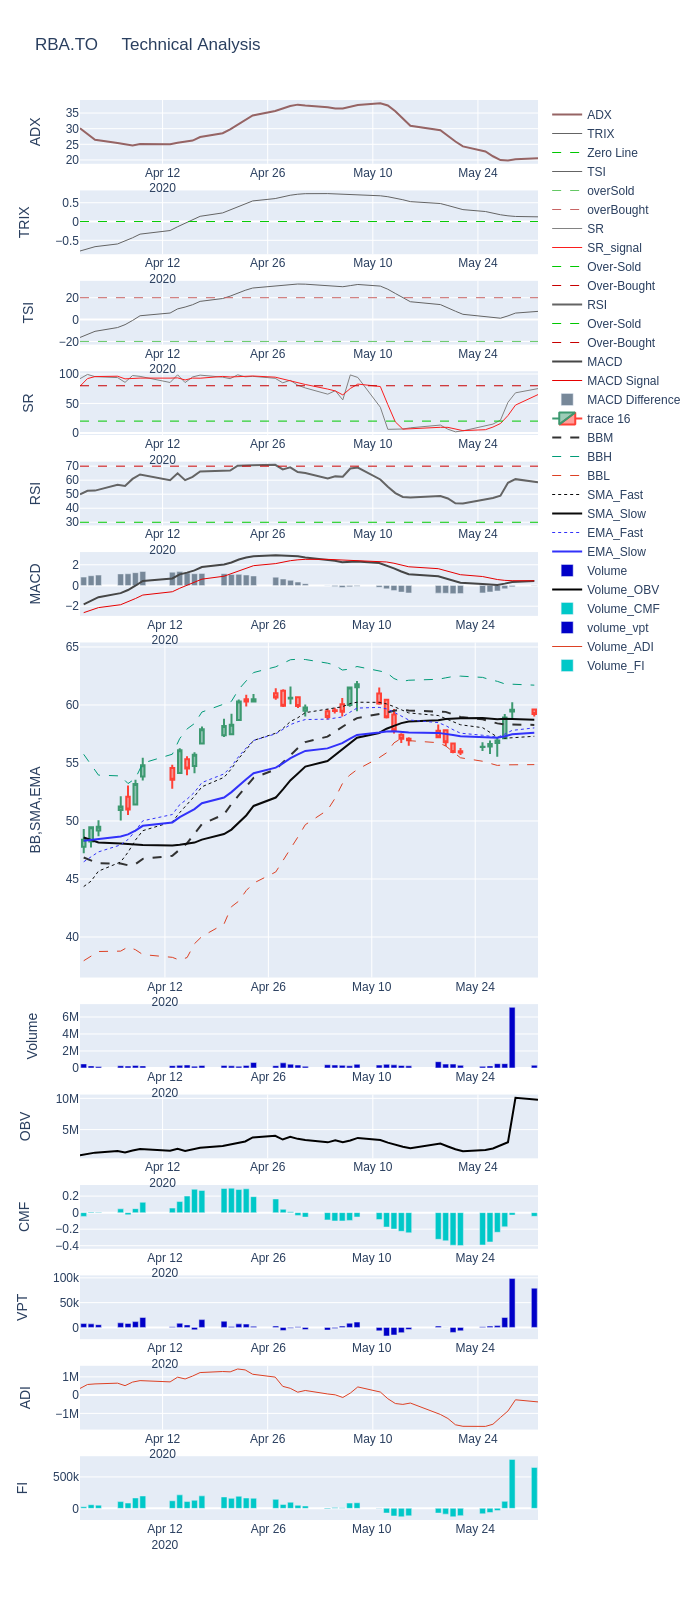 RBA.TO     Technical Analysis
ADX
35
30
25
20
Apr 12
2020
Apr 26
May 10
May 24
TRIX
0.5
0
−0.5
Apr 12
2020
Apr 26
May 10
May 24
TSI
20
0
−20
Apr 12
2020
Apr 26
May 10
May 24
SR
100
50
0
Apr 12
2020
Apr 26
May 10
May 24
RSI
70
60
50
40
30
Apr 12
2020
Apr 26
May 10
May 24
MACD
2
0
−2
Apr 12
2020
Apr 26
May 10
May 24
BB,SMA,EMA
65
60
55
50
45
40
Apr 12
2020
Apr 26
May 10
May 24
Volume
6M
4M
2M
0
Apr 12
2020
Apr 26
May 10
May 24
OBV
10M
5M
Apr 12
2020
Apr 26
May 10
May 24
CMF
0.2
0
−0.2
−0.4
Apr 12
2020
Apr 26
May 10
May 24
VPT
100k
50k
0
Apr 12
2020
Apr 26
May 10
May 24
ADI
1M
0
−1M
Apr 12
2020
Apr 26
May 10
May 24
FI
500k
0
Apr 12
2020
Apr 26
May 10
May 24
ADX
TRIX
Zero Line
TSI
overSold
overBought
SR
SR_signal
Over-Sold
Over-Bought
RSI
Over-Sold
Over-Bought
MACD
MACD Signal
MACD Difference
trace 16
BBM
BBH
BBL
SMA_Fast
SMA_Slow
EMA_Fast
EMA_Slow
Volume
Volume_OBV
Volume_CMF
volume_vpt
Volume_ADI
Volume_FI